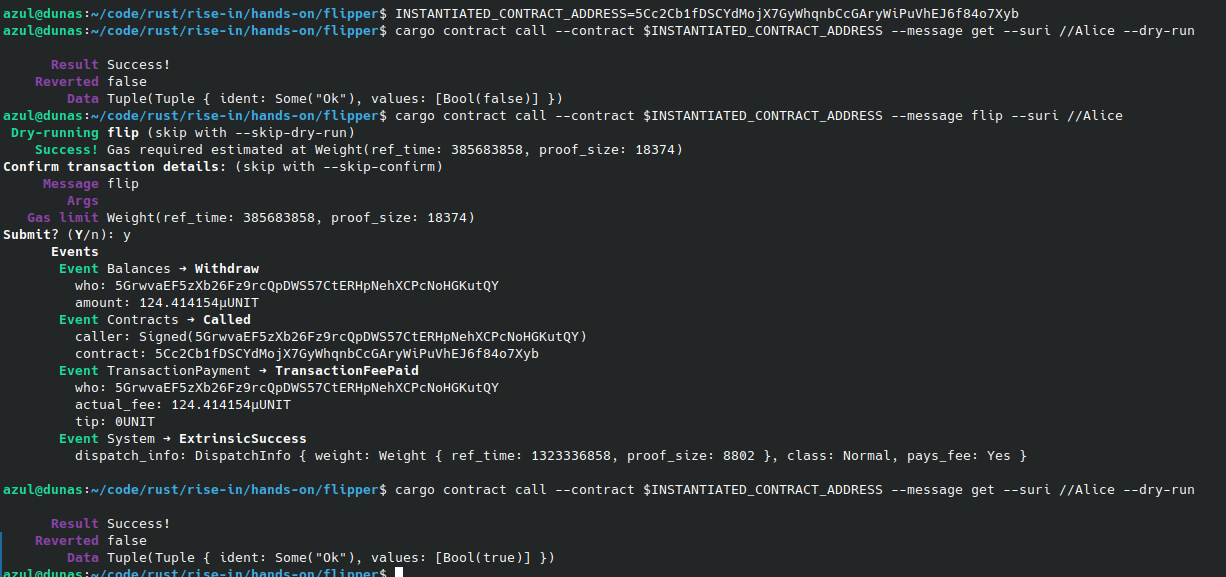 azul@dunas:~/code/rust/rise-in/hands-on/flipper$ INSTANTIATED_CONTRACT_ADDRESS=5Cc2Cb1fDSCYdMojX7GyWhqnbCcGAryWiPuVhEJ6f84o7Xyb
azul@dunas:~/code/rust/rise-in/hands-on/flipper$ cargo contract call --contract $INSTANTIATED_CONTRACT_ADDRESS --message get --suri //Alice --dry-run
Result Success!
Reverted false
Data Tuple(Tuple { ident: Some("Ok"), values: [Bool(false)] })
azul@dunas:~/code/rust/rise-in/hands-on/flipper$ cargo contract call --contract $INSTANTIATED_CONTRACT_ADDRESS --message flip --suri //Alice
Dry-running flip (skip with --skip-dry-run)
Success! Gas required estimated at Weight(ref_time: 385683858, proof_size: 18374)
Confirm transaction details: (skip with --skip-confirm)
Message flip
Args
Gas limit Weight(ref_time: 385683858, proof_size: 18374)
Submit? (Y/n): y
Events
Event Balances ➜ Withdraw
who: 5GrwvaEF5zXb26Fz9rcQpDWS57CtERHpNehXCPcNoHGKutQY
amount: 124.414154μUNIT
Event Contracts ➜ Called
caller: Signed(5GrwvaEF5zXb26Fz9rcQpDWS57CtERHpNehXCPcNoHGKutQY)
contract: 5Cc2Cb1fDSCYdMojX7GyWhqnbCcGAryWiPuVhEJ6f84o7Xyb
Event TransactionPayment ➜ TransactionFeePaid
who: 5GrwvaEF5zXb26Fz9rcQpDWS57CtERHpNehXCPcNoHGKutQY
actual_fee: 124.414154μUNIT
tip: 0UNIT
Event System ➜ ExtrinsicSuccess
dispatch_info: DispatchInfo { weight: Weight { ref_time: 1323336858, proof_size: 8802 }, class: Normal, pays_fee: Yes }
azul@dunas:~/code/rust/rise-in/hands-on/flipper$ cargo contract call --contract $INSTANTIATED_CONTRACT_ADDRESS --message get --suri //Alice --dry-run
Result Success!
Reverted false
Data Tuple(Tuple { ident: Some("Ok"), values: [Bool(true)] })
azul@dunas:~/code/rust/rise-in/hands-on/flipper$